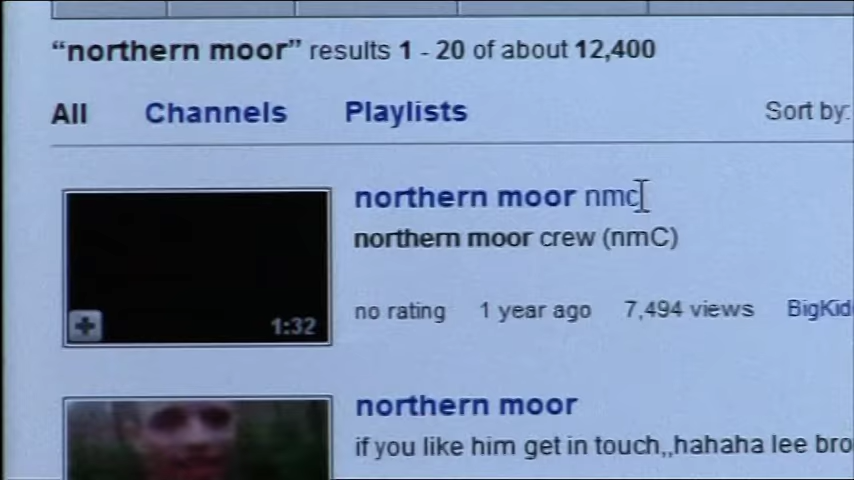 “northern moor” results 1 - 20 of about 12,400
All Channels Playlists Sort by:
northern moor nmc
northern moor crew (nmC)
1:32
no rating 1 year ago 7,494 views BigKid
northern moor
if you like him get in touch,,hahaha lee bro